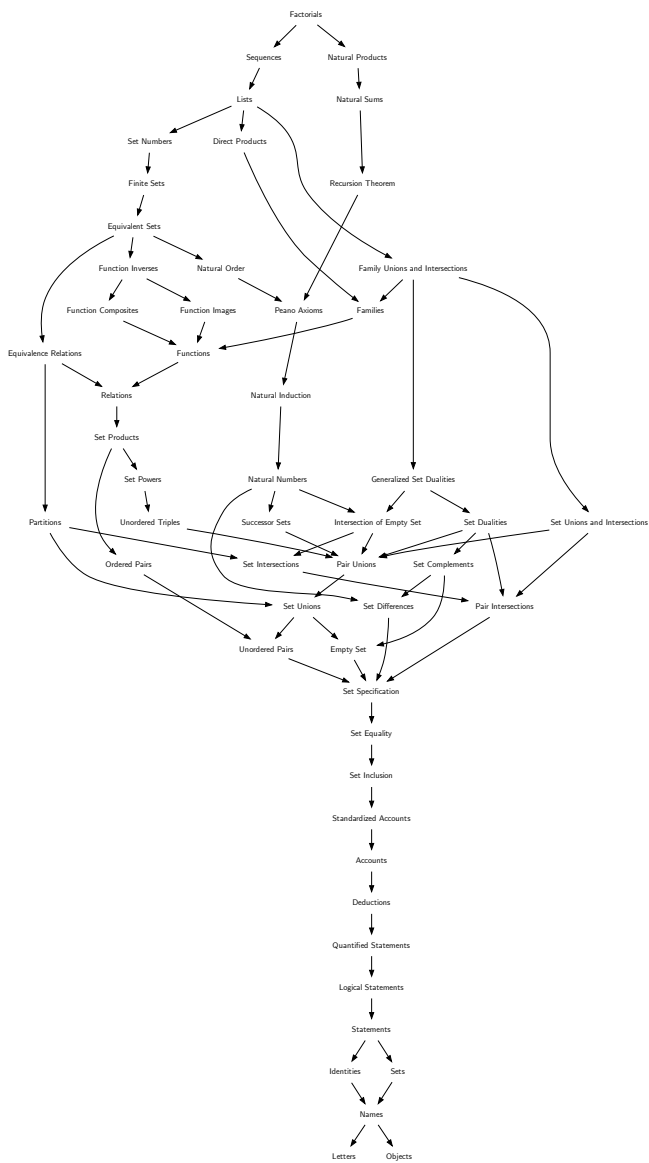 Factorials
Sequences Natural Products
Lists Natural Sums
Set Numbers Direct Products
Finite Sets Recursion Theorem
Equivalent Sets
Function Inverses Natural Order Family Unions and Intersections
Function Composites Function Images Peano Axioms Families
Equivalence Relations Functions
Relations Natural Induction
Set Products
Set Powers Natural Numbers Generalized Set Dualities
Partitions Unordered Triples Successor Sets Intersection of Empty Set Set Dualities Set Unions and Intersections
Ordered Pairs Set Intersections Pair Unions Set Complements
Set Unions Set Differences Pair Intersections
Unordered Pairs Empty Set
Set Specification
Set Equality
Set Inclusion
Standardized Accounts
Accounts
Deductions
Quantified Statements
Logical Statements
Statements
Identities Sets
Names
Letters Objects